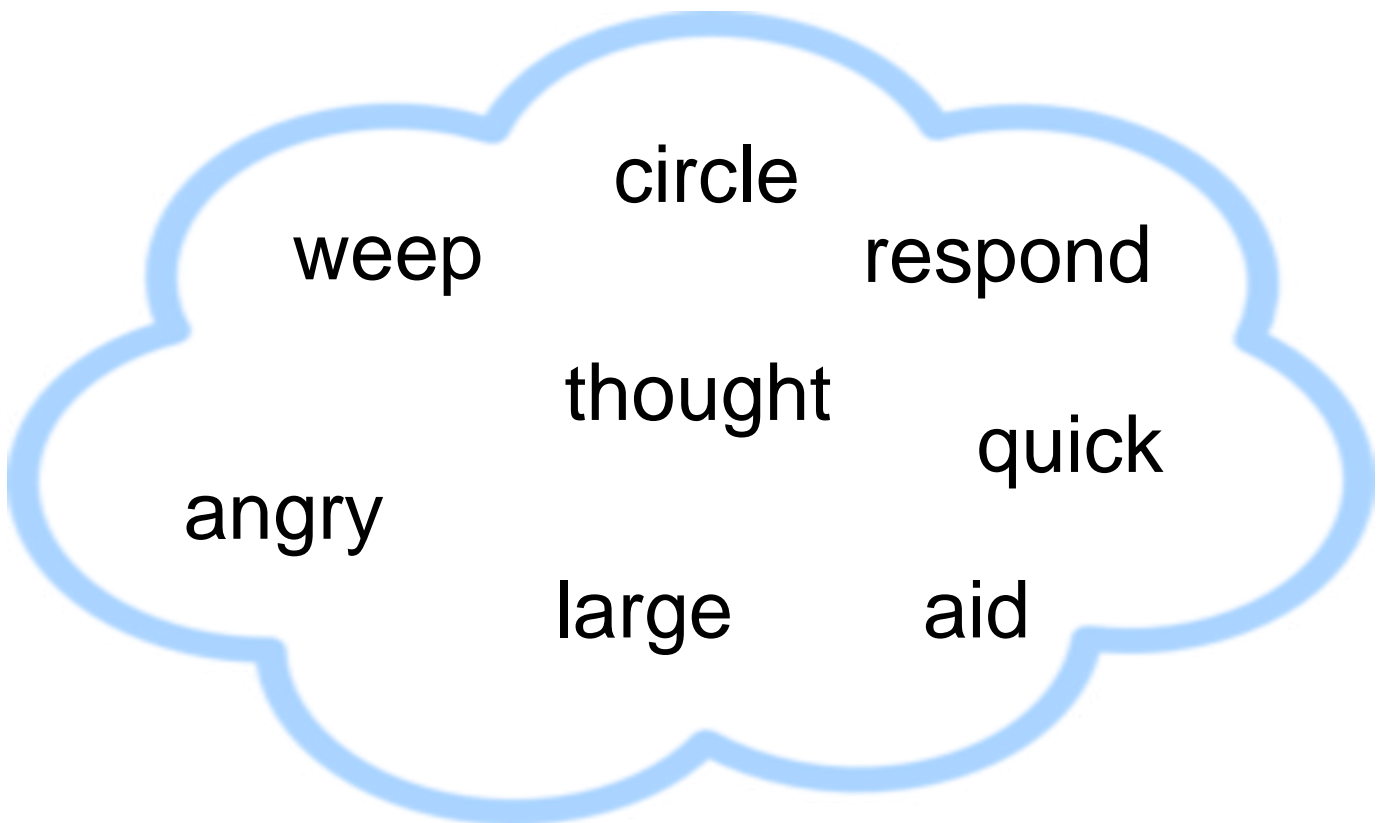 circle
weep respond
thought
quick
angry
large aid